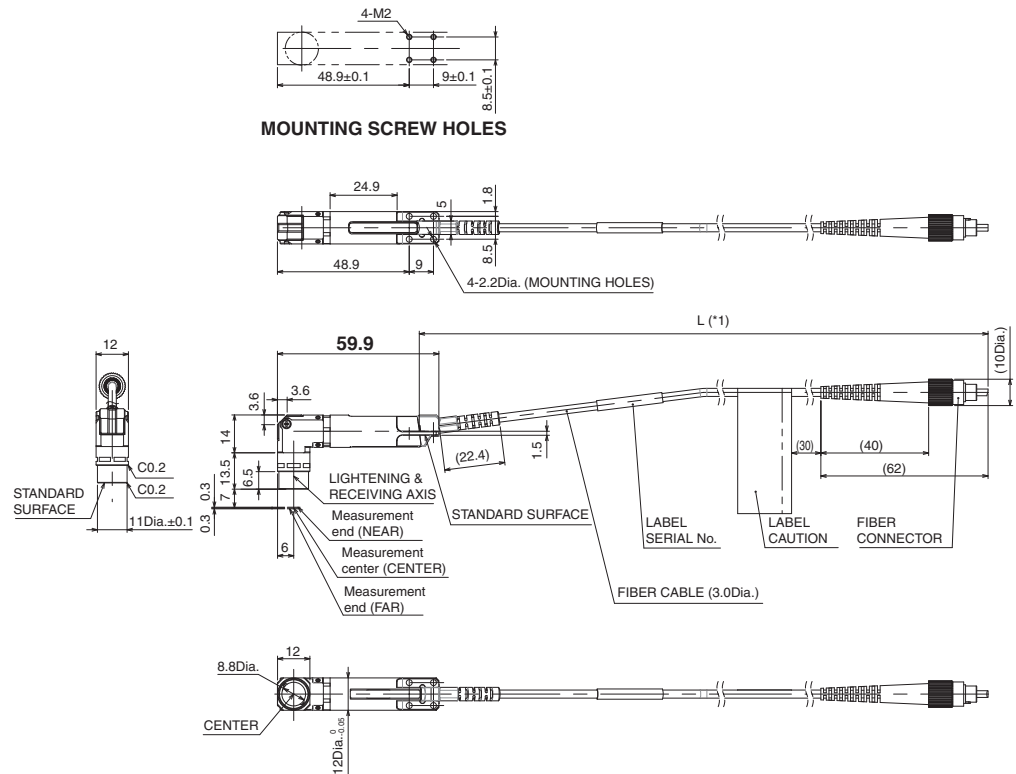 4-M2
48.9±0.1
9±0.1
8.5±0.1
MOUNTING SCREW HOLES
24.9
5
1.8
48.9
9
8.5
4-2.2Dia. (MOUNTING HOLES)
L (*1)
59.9
(10Dia.)
12
3.6
3.6
14
13.5
6.5
7
0.3
0.3
C0.2
C0.2
STANDARD
SURFACE
11Dia.±0.1
6
(22.4)
1.5
(30)
(40)
(62)
LIGHTENING &
RECEIVING AXIS
Measurement
end (NEAR)
Measurement
center (CENTER)
Measurement
end (FAR)
STANDARD SURFACE
LABEL
SERIAL No.
LABEL
CAUTION
FIBER
CONNECTOR
FIBER CABLE (3.0Dia.)
12
8.8Dia.
CENTER
12Dia. 0 -0.05